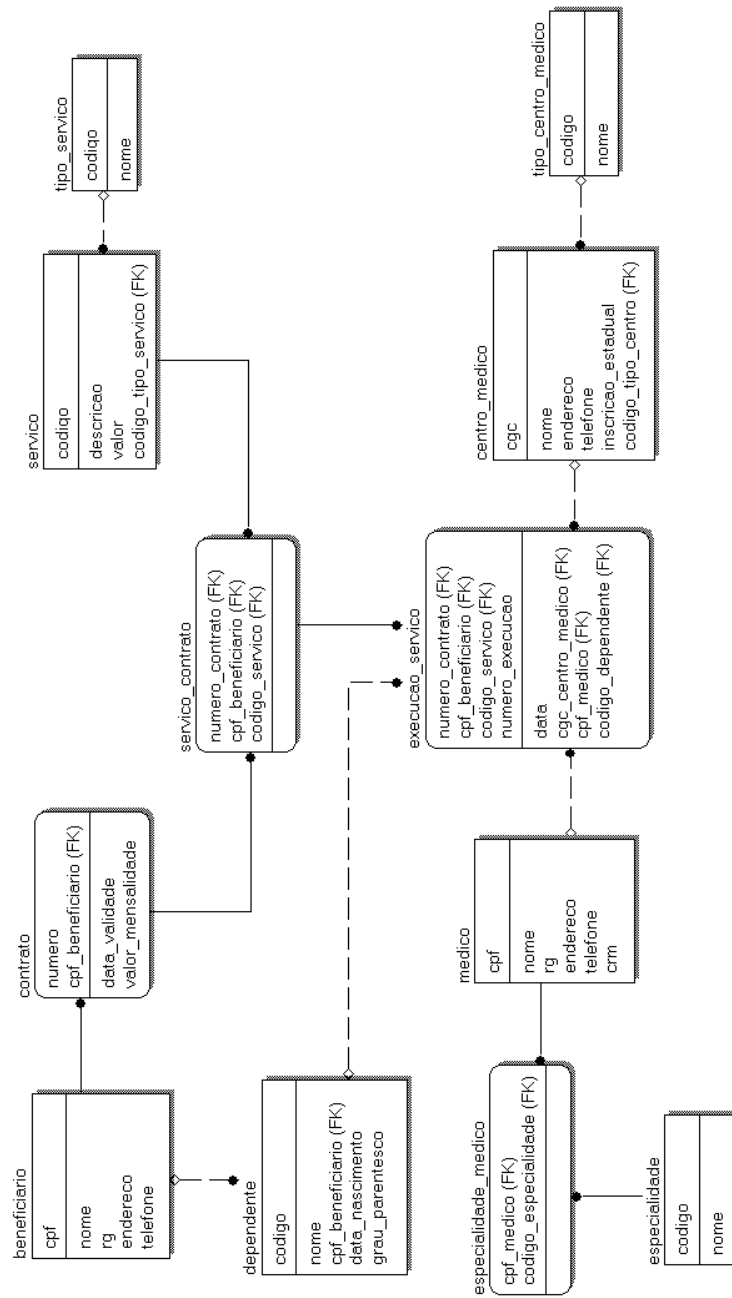 beneficiario
cpf
nome
rg
endereco
telefone
contrato
numero
cpf_beneficiario (FK)
data_validade
valor_mensalidade
servico_contrato
numero_contrato (FK)
cpf_beneficiario (FK)
codigo_servico (FK)
servico
codigo
descricao
valor
codigo_tipo_servico (FK)
tipo_servico
codigo
nome
dependente
codigo
nome
cpf_beneficiario (FK)
data_nascimento
grau_parentesco
execucao_servico
numero_contrato (FK)
cpf_beneficiario (FK)
codigo_servico (FK)
numero_execucao
data
cgc_centro_medico (FK)
cpf_medico (FK)
codigo_dependente (FK)
especialidade_medico
cpf_medico (FK)
codigo_especialidade (FK)
medico
cpf
nome
rg
endereco
telefone
crm
centro_medico
cgc
nome
endereco
telefone
inscricao_estadual
codigo_tipo_centro (FK)
tipo_centro_medico
codigo
nome
especialidade
codigo
nome